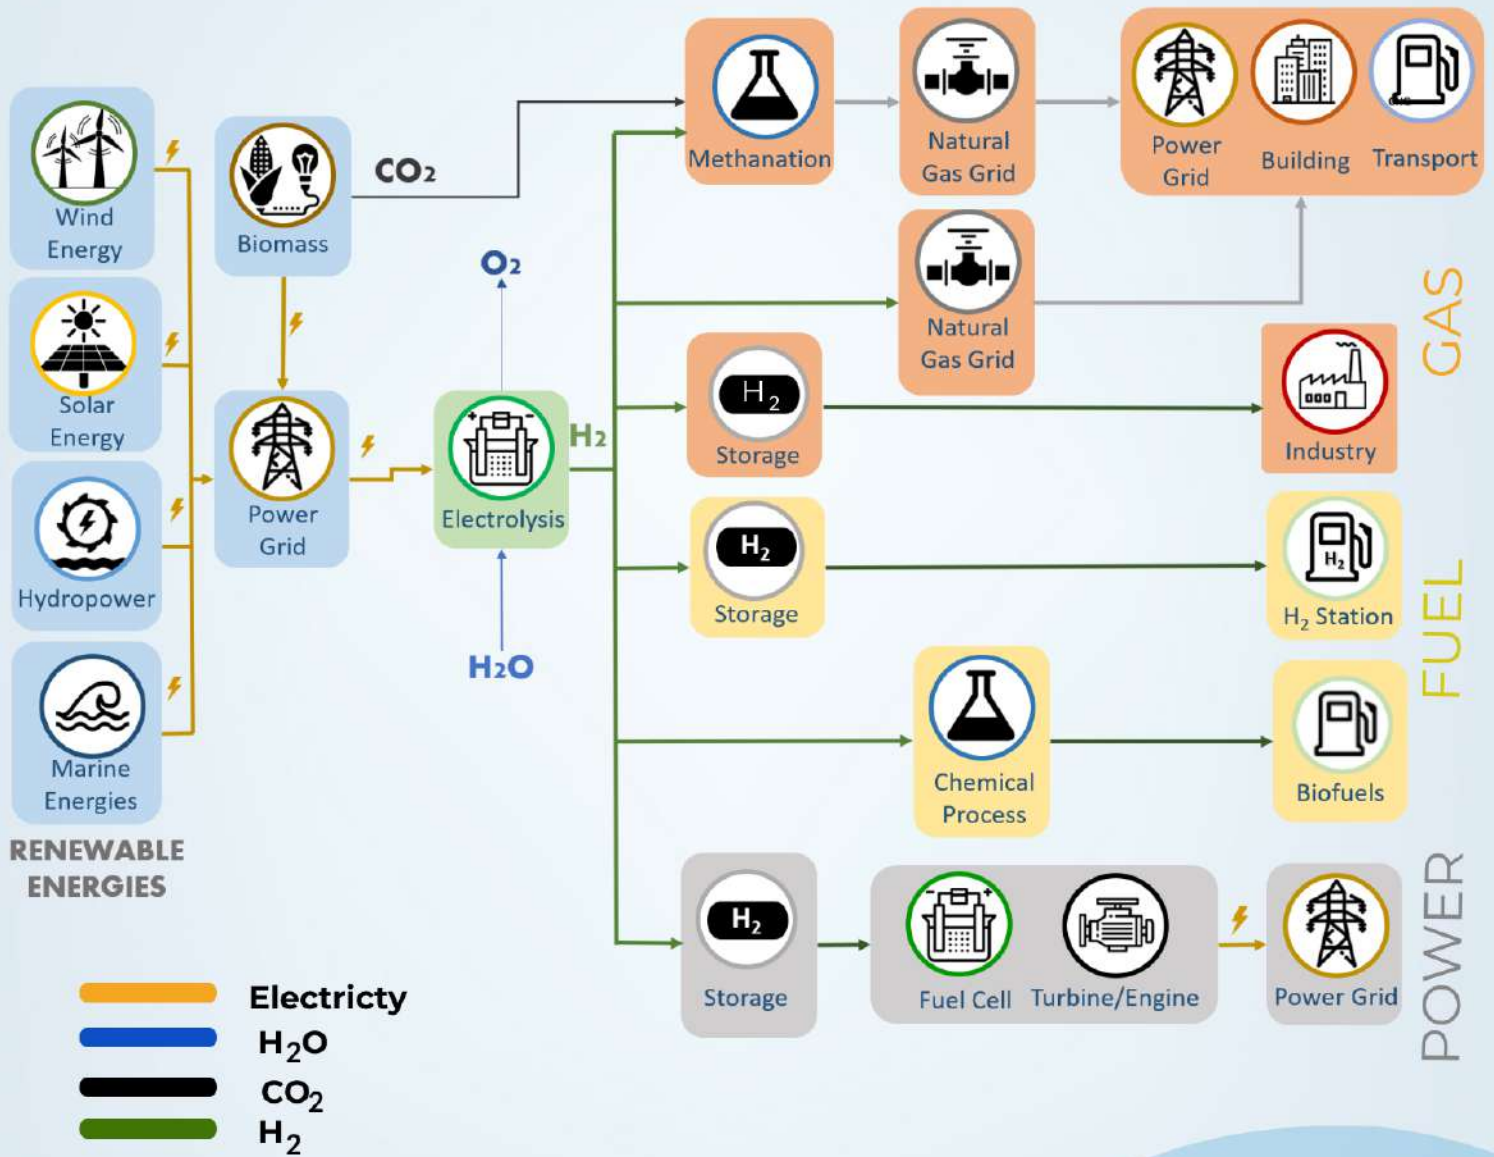 Wind
Energy
Solar
Energy
Hydropower
Marine
Energies
RENEWABLE
ENERGIES
Biomass
CO2
Power
Grid
O2
Electrolysis
H2O
H2
Methanation
Natural
Gas Grid
Power
Grid
Building
Transport
Natural
Gas Grid
H2
Storage
Industry
GAS
H2
Storage
H2
H2 Station
Chemical
Process
Biofuels
FUEL
H2
Storage
Fuel Cell
Turbine/Engine
Power Grid
POWER
Electricty
H2O
CO2
H2